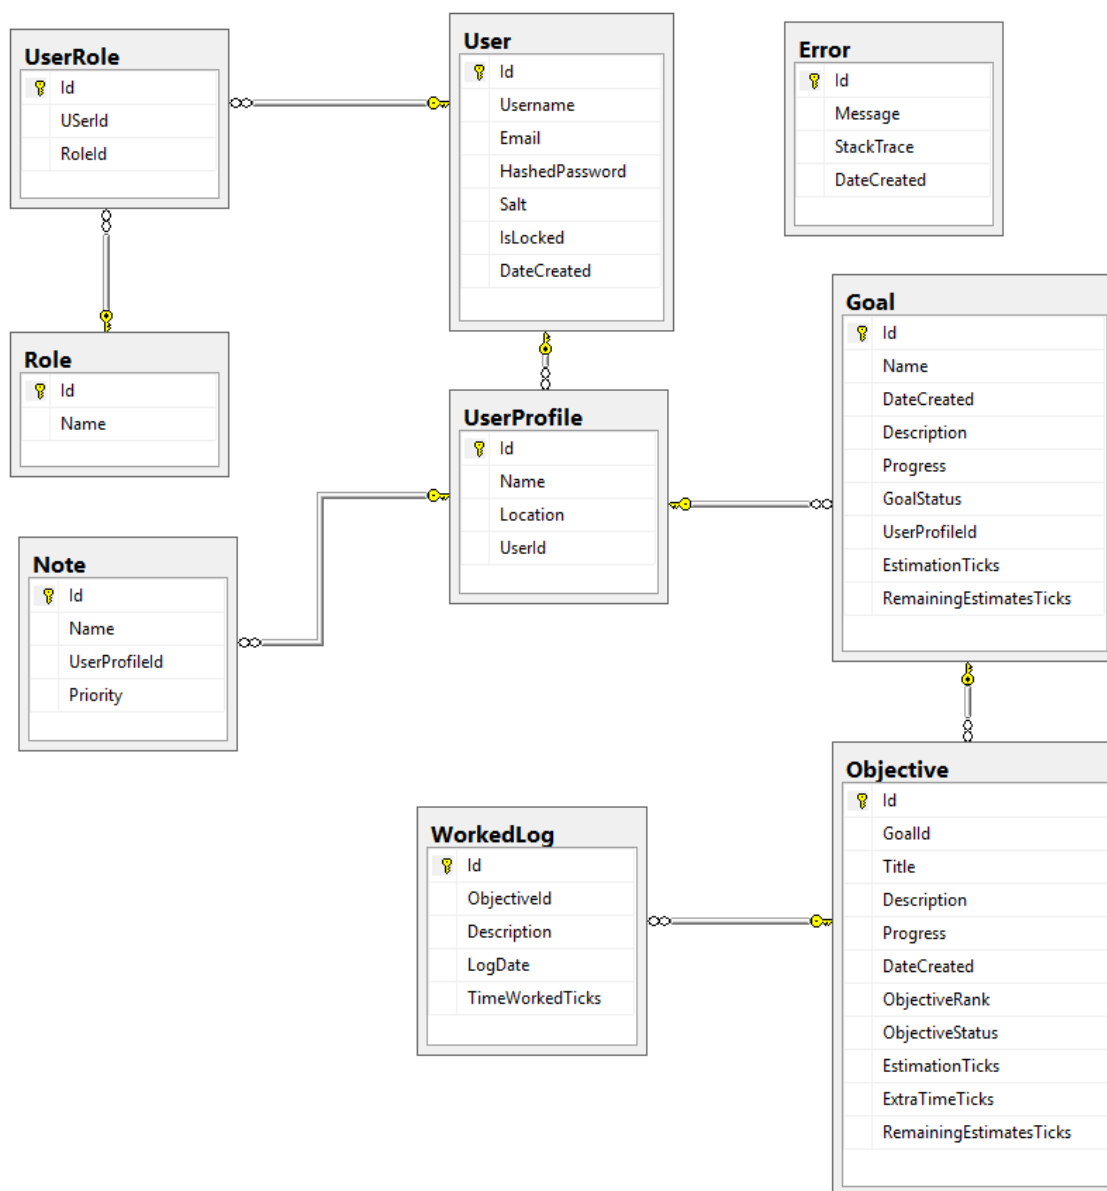 UserRole
Id
USerId
RoleId
User
Id
Username
Email
HashedPassword
Salt
IsLocked
DateCreated
Error
Id
Message
StackTrace
DateCreated
Role
Id
Name
UserProfile
Id
Name
Location
UserId
Goal
Id
Name
DateCreated
Description
Progress
GoalStatus
UserProfileId
EstimationTicks
RemainingEstimatesTicks
Note
Id
Name
UserProfileId
Priority
WorkedLog
Id
ObjectiveId
Description
LogDate
TimeWorkedTicks
Objective
Id
GoalId
Title
Description
Progress
DateCreated
ObjectiveRank
ObjectiveStatus
EstimationTicks
ExtraTimeTicks
RemainingEstimatesTicks